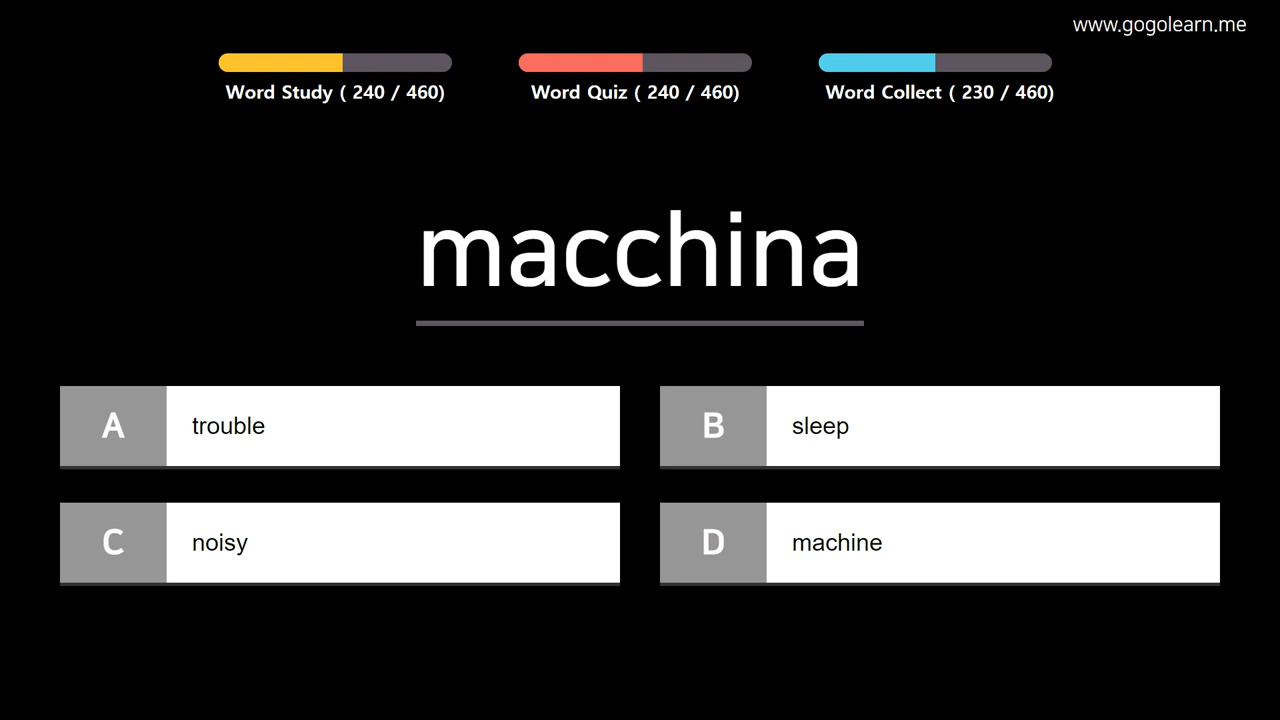 www.gogolearn.me
Word Study ( 240 / 460)
Word Quiz ( 240 / 460)
Word Collect ( 230 / 460)
macchina
A trouble
B sleep
C noisy
D machine